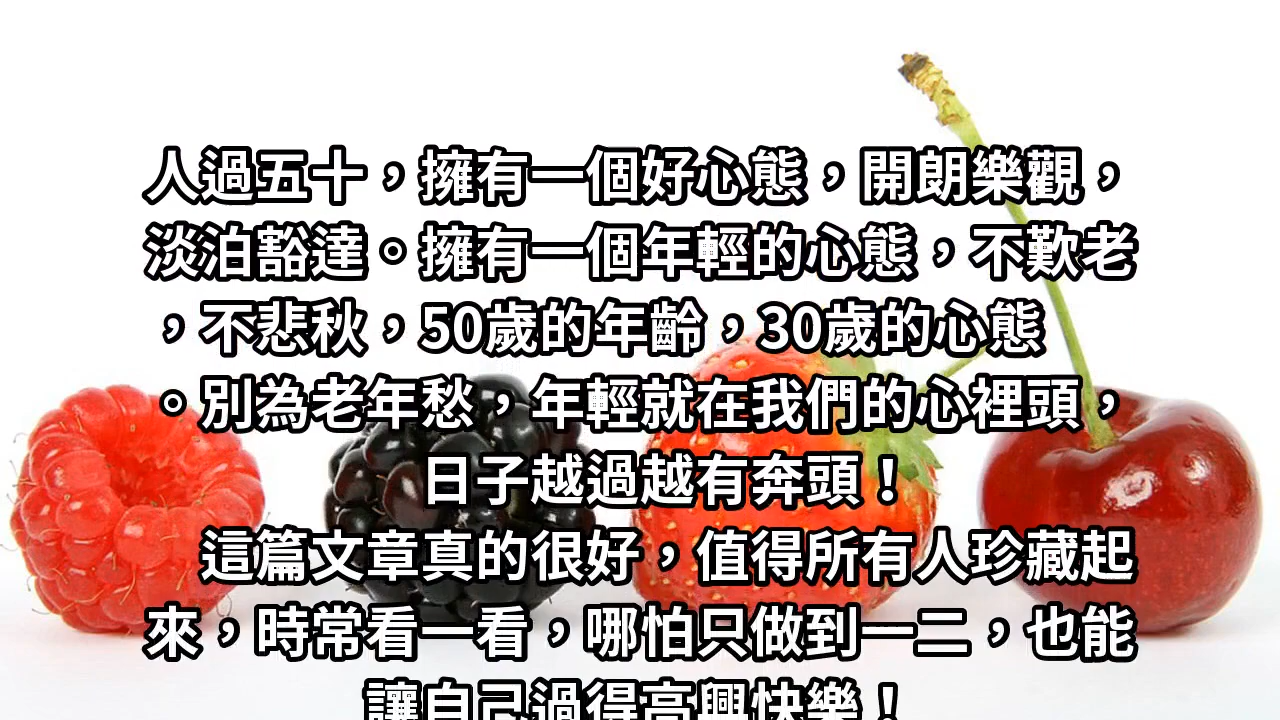 人過五十，擁有一個好心態，開朗樂觀，
淡泊豁達。擁有一個年輕的心態，不歎老
，不悲秋，50歲的年齡，30歲的心態
。別為老年愁，年輕就在我們的心裡頭，
日子越過越有奔頭！
這篇文章真的很好，值得所有人珍藏起
來，時常看一看，哪怕只做到一二，也能
讓自己過得高興快樂！